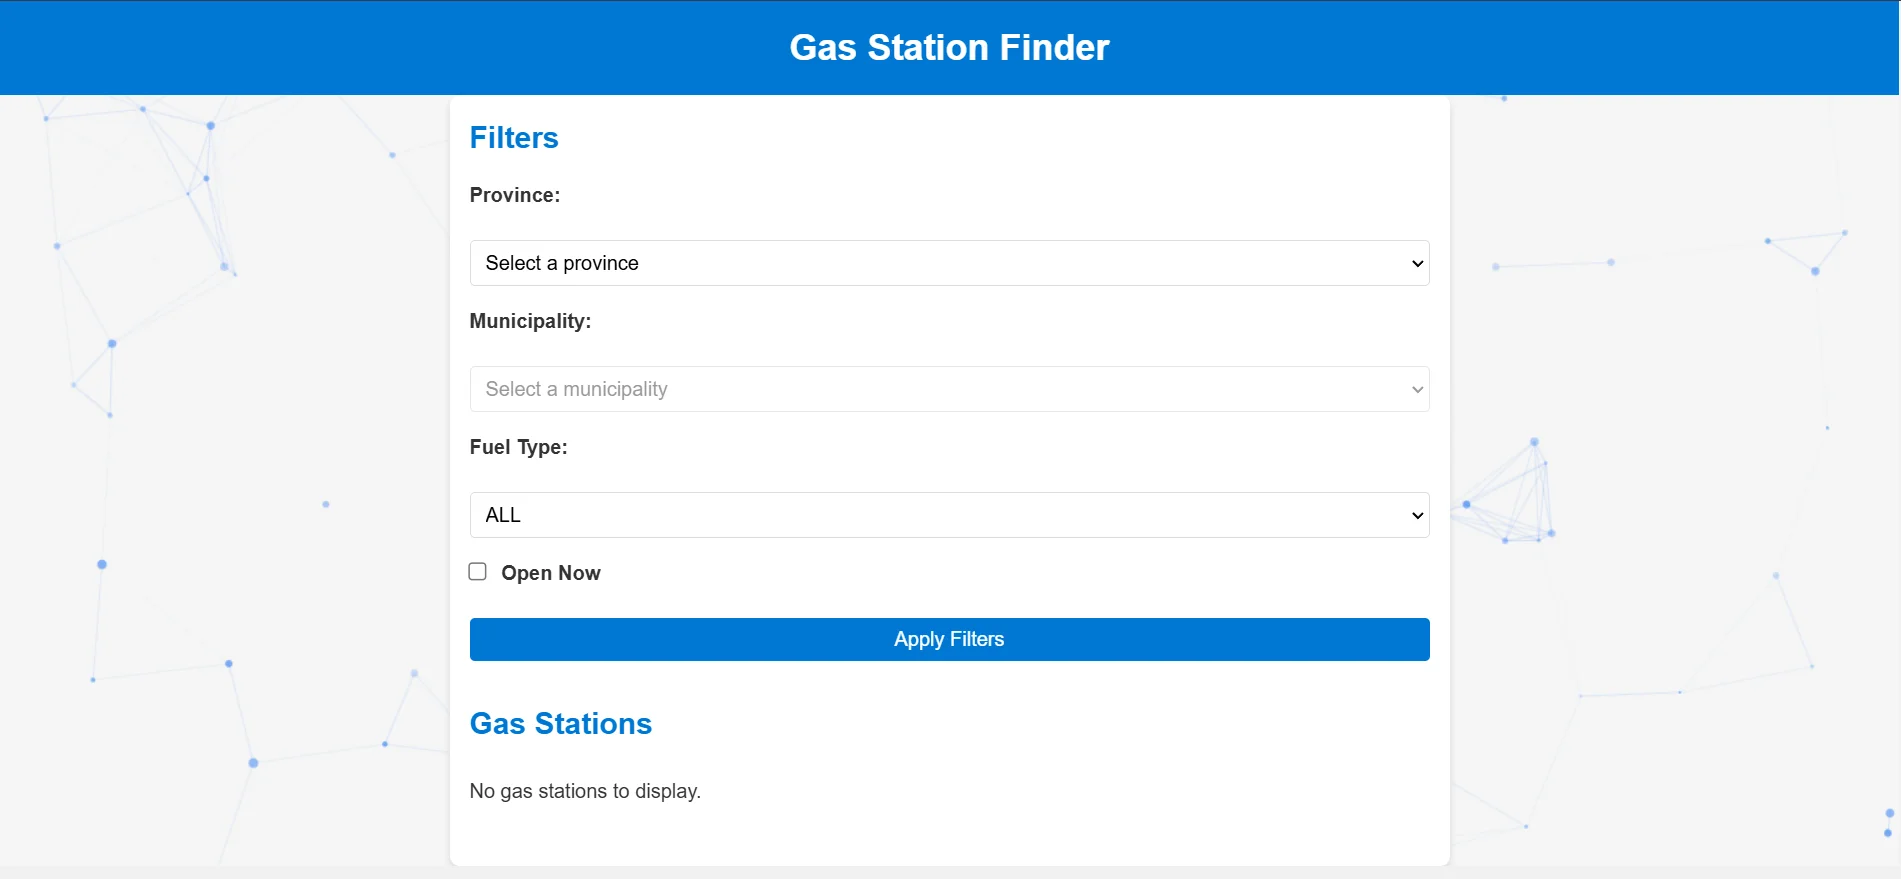 Gas Station Finder
Filters
Province:
Select a province
Municipality:
Select a municipality
Fuel Type:
ALL
Open Now
Apply Filters
Gas Stations
No gas stations to display.